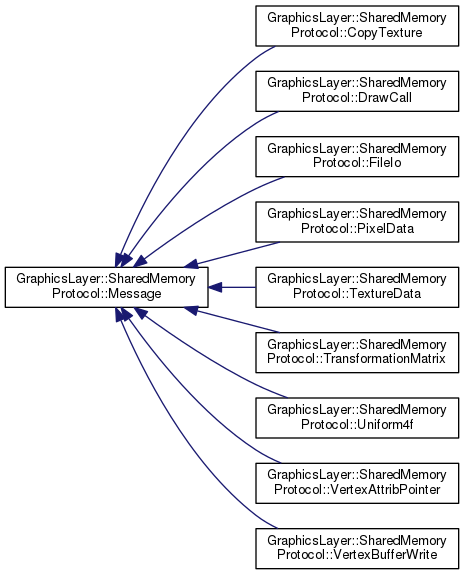 GraphicsLayer::SharedMemory
Protocol::CopyTexture
GraphicsLayer::SharedMemory
Protocol::DrawCall
GraphicsLayer::SharedMemory
Protocol::FileIo
GraphicsLayer::SharedMemory
Protocol::PixelData
GraphicsLayer::SharedMemory
Protocol::Message
GraphicsLayer::SharedMemory
Protocol::TextureData
GraphicsLayer::SharedMemory
Protocol::TransformationMatrix
GraphicsLayer::SharedMemory
Protocol::Uniform4f
GraphicsLayer::SharedMemory
Protocol::VertexAttribPointer
GraphicsLayer::SharedMemory
Protocol::VertexBufferWrite